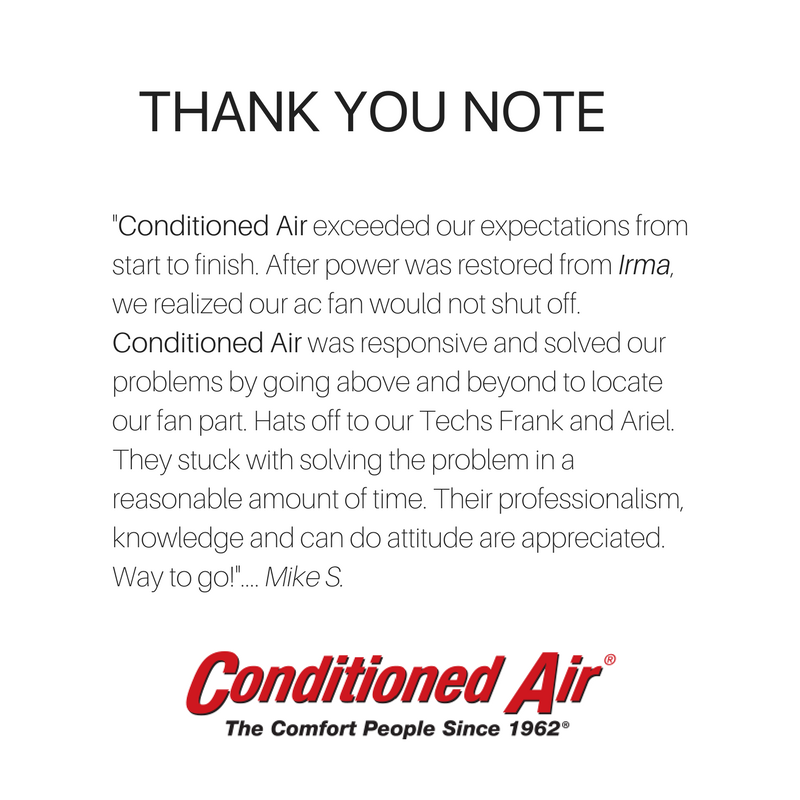 THANK YOU NOTE
"Conditioned Air exceeded our expectations from
start to finish. After power was restored from Irma,
we realized our ac fan would not shut off.
Conditioned Air was responsive and solved our
problems by going above and beyond to locate
our fan part. Hats off to our Techs Frank and Ariel.
They stuck with solving the problem in a
reasonable amount of time. Their professionalism,
knowledge and can do attitude are appreciated.
Way to go!".... Mike S.
Conditioned Air®
The Comfort People Since 1962®